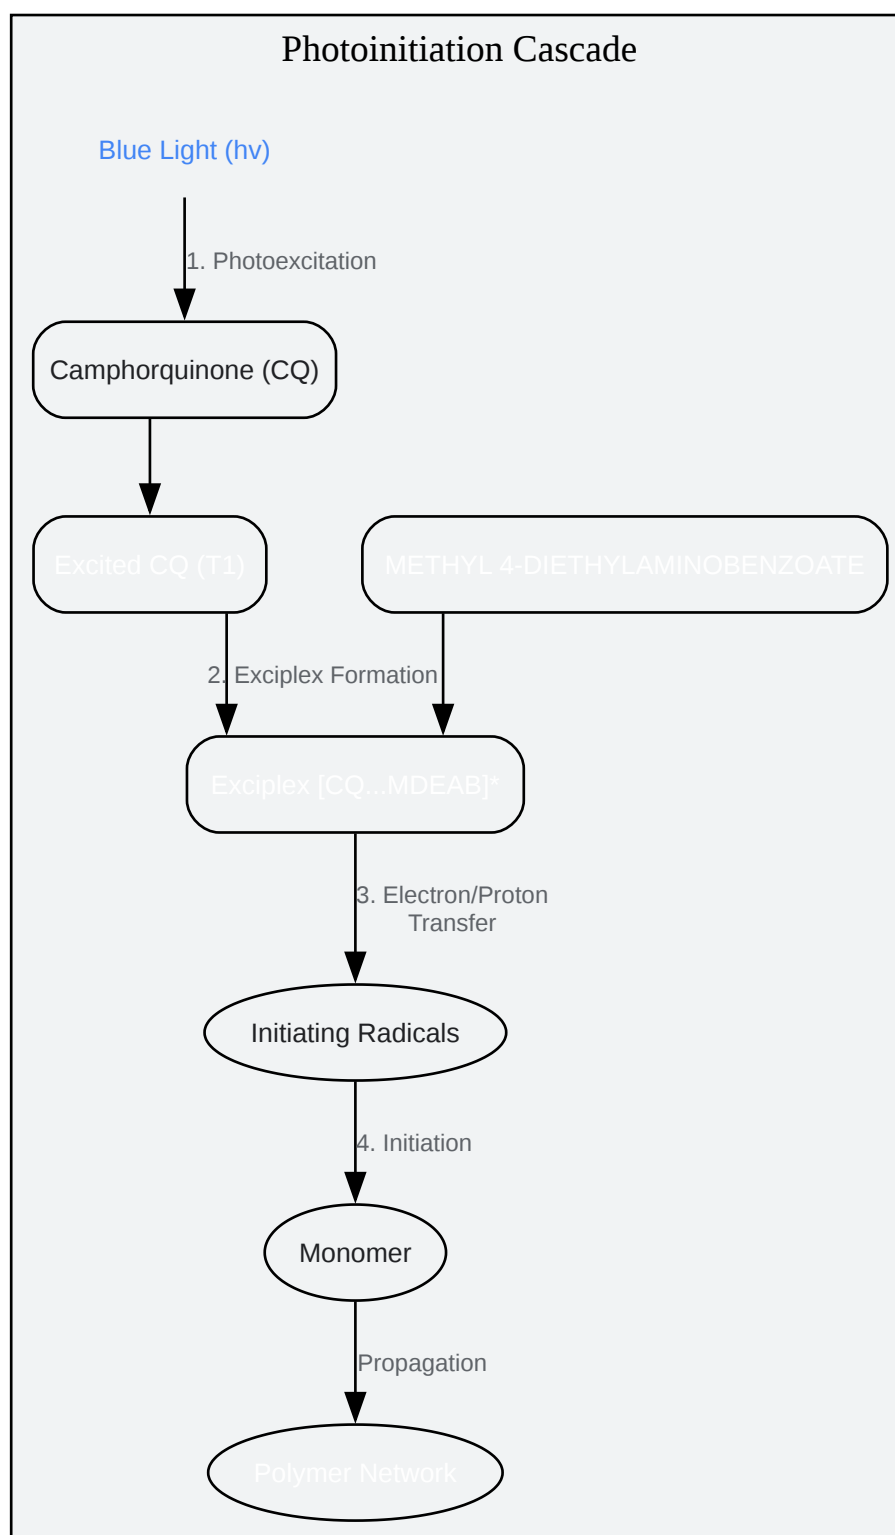 Photoinitiation Cascade
Blue Light (hv)
1. Photoexcitation
Camphorquinone (CQ)
Excited CQ (T1)
METHYL 4-DIETHYLAMINOBENZOATE
2. Exciplex Formation
Exciplex [CQ...MDEAB]*
3. Electron/Proton
Transfer
Initiating Radicals
4. Initiation
Monomer
Propagation
Polymer Network